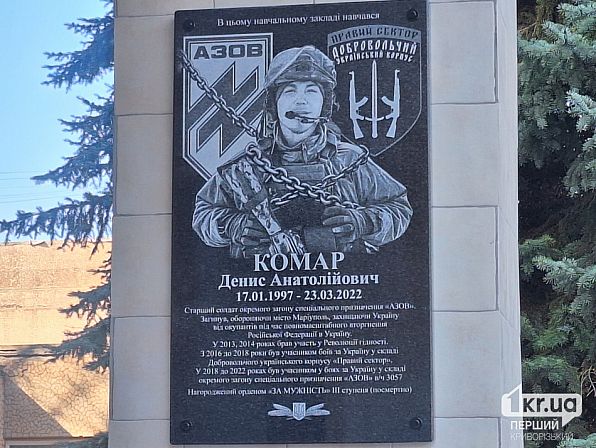 В цьому навчальному закладі навчався
АЗОВ
ПРАВИЙ СЕКТОР
ДОБРОВОЛЬЧИЙ
УКРАЇНСЬКИЙ КОРПУС
КОМАР
Денис Анатолійович
17.01.1997 - 23.03.2022
Старший солдат окремого загону спеціального призначення «АЗОВ».
Загинув, обороняючи місто Маріуполь, захищаючи Україну
від окупантів під час повномасштабного вторгнення
Російської Федерації в Україну.
У 2013, 2014 роках брав участь у Революції гідності.
З 2016 до 2018 роки був учасником боїв за Україну у складі
Добровольчого українського корпусу «Правий сектор».
У 2018 до 2022 роках був учасником у боях за Україну у складі
окремого загону спеціального призначення «АЗОВ» в/ч 3057
Нагороджений орденом «ЗА МУЖНІСТЬ» ІІІ ступеня (посмертно)
1kr.ua
ПЕРШИЙ
КРИВОРІЗЬКИЙ